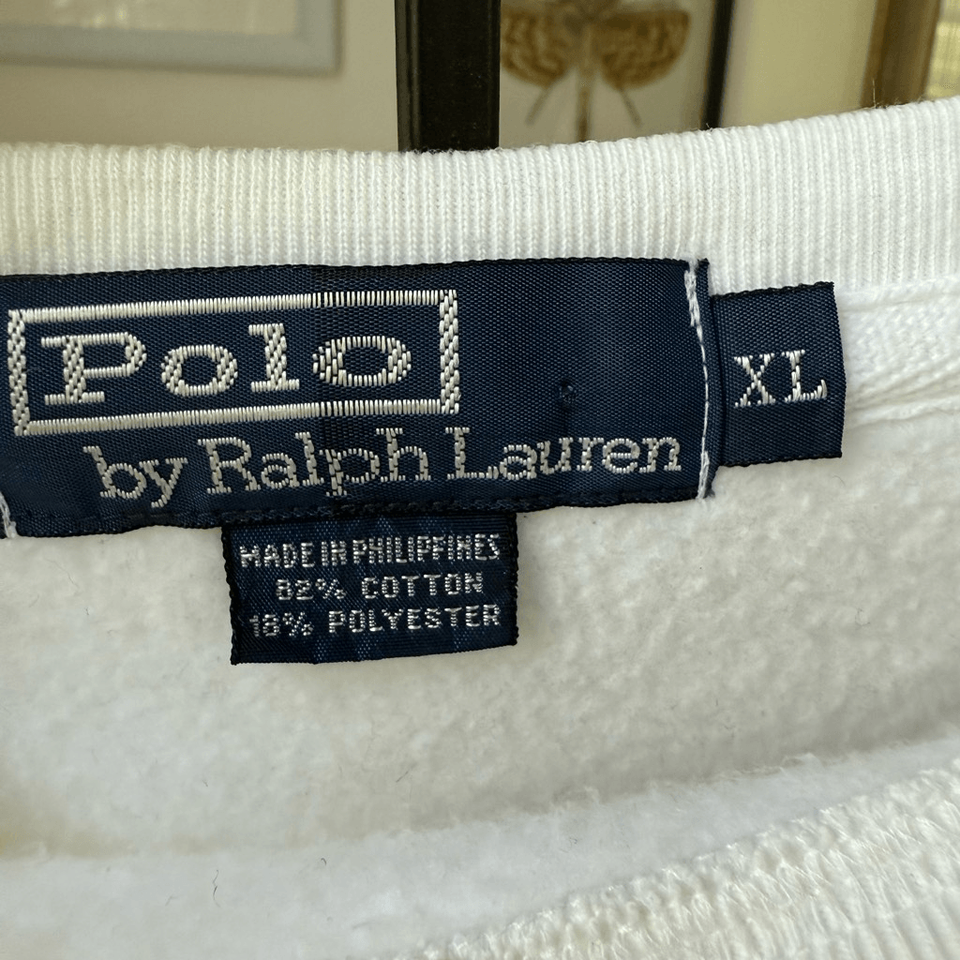 Polo
by Ralph Lauren
XL
MADE IN PHILIPPINES
82% COTTON
18% POLYESTER